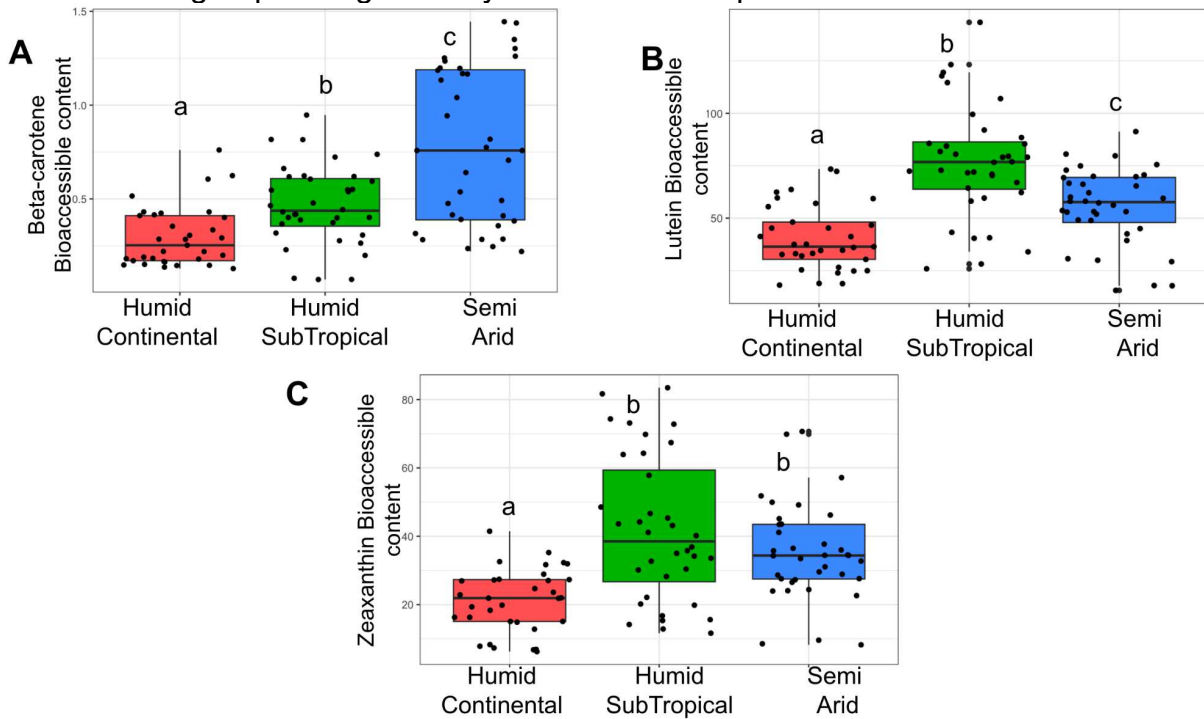 A
Beta-carotene
Bioaccessible content
1.5
1.0
0.5
a
b
c
Humid
Continental
Humid
SubTropical
Semi
Arid
B
Lutein Bioaccessible
content
100
50
a
b
c
Humid
Continental
Humid
SubTropical
Semi
Arid
C
Zeaxanthin Bioaccessible
content
80
60
40
20
a
b
b
Humid
Continental
Humid
SubTropical
Semi
Arid